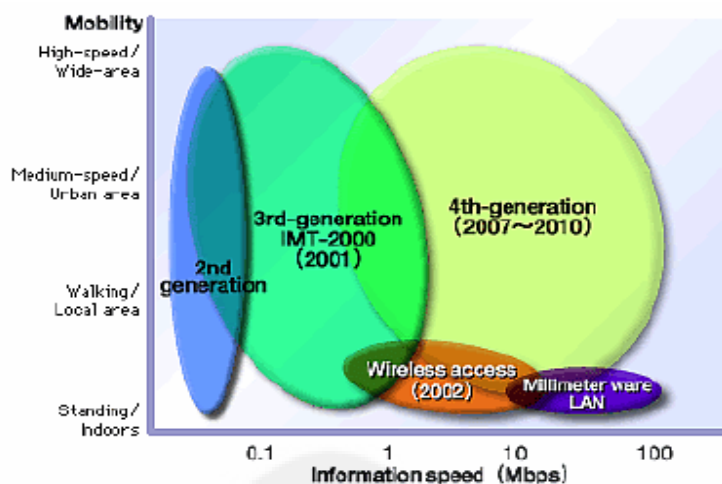 Mobility
High-speed/
Wide-area
Medium-speed/
Urban area
Walking/
Local area
Standing/
Indoors
2nd
generation
3rd-generation
IMT-2000
(2001)
4th-generation
(2007～2010)
Wireless access
(2002)
Millimeter ware
LAN
0.1 1 10 100
Information speed (Mbps)